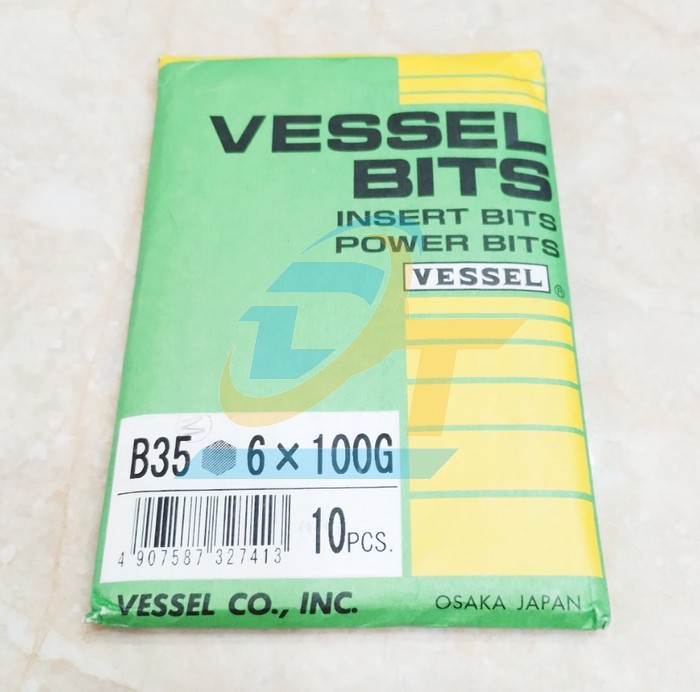 VESSEL
BITS
INSERT BITS
POWER BITS
VESSEL ®
B35 6×100G
4 907587 327413
10PCS.
VESSEL CO., INC.
OSAKA JAPAN